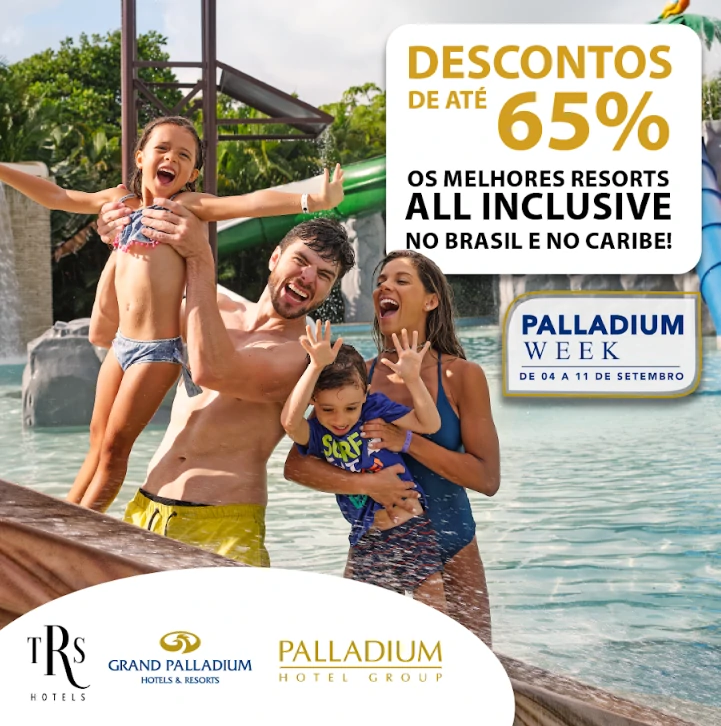 DESCONTOS
DE ATÉ 65%
OS MELHORES RESORTS
ALL INCLUSIVE
NO BRASIL E NO CARIBE!
PALLADIUM
WEEK
DE 04 A 11 DE SETEMBRO
SURF
TRS
HOTELS
GRAND PALLADIUM
HOTELS & RESORTS
PALLADIUM
HOTEL GROUP